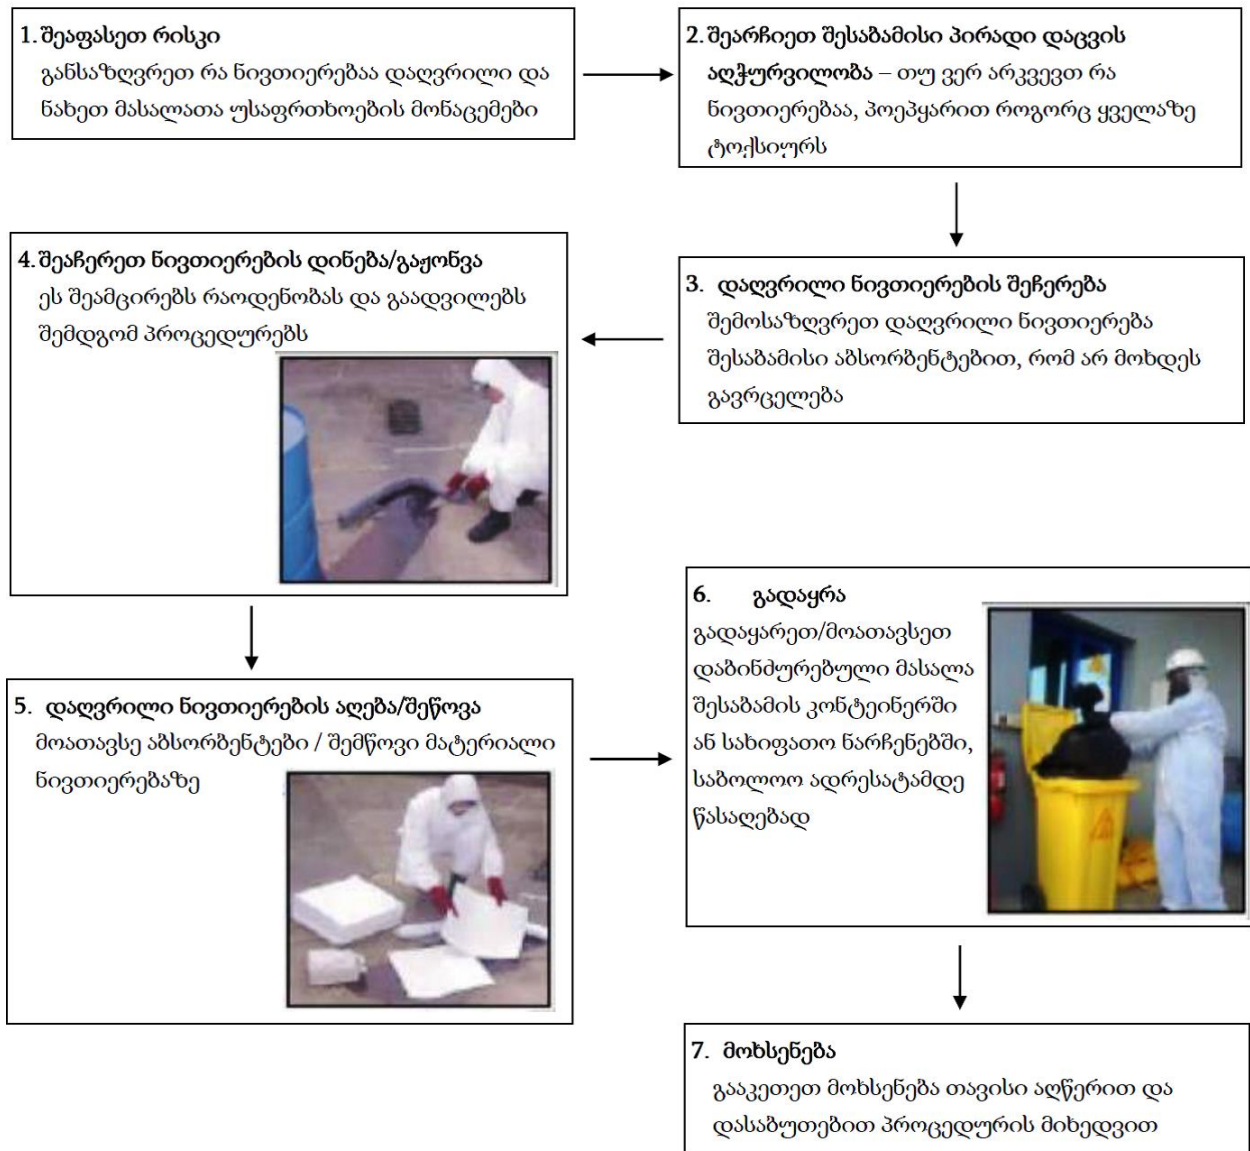 1. შეაფასეთ რისკი
განსაზღვრეთ რა ნივთიერებაა დაღვრილი და
ნახეთ მასალათა უსაფრთხოების მონაცემები
2. შეარჩიეთ შესაბამისი პირადი დაცვის
აღჭურვილობა – თუ ვერ არკვევთ რა
ნივთიერებაა, მოეპყარით როგორც ყველაზე
ტოქსიურს
3. დაღვრილი ნივთიერების შეჩერება
შემოსაზღვრეთ დაღვრილი ნივთიერება
შესაბამისი აბსორბენტებით, რომ არ მოხდეს
გავრცელება
4. შეაჩერეთ ნივთიერების დინება/გაჟონვა
ეს შეამცირებს რაოდენობას და გაადვილებს
შემდგომ პროცედურებს
5. დაღვრილი ნივთიერების აღება/შეწოვა
მოათავსე აბსორბენტები / შემწოვი მატერიალი
ნივთიერებაზე
6. გადაყრა
გადაყარეთ/მოათავსეთ
დაბინძურებული მასალა
შესაბამის კონტეინერში
ან სახიფათო ნარჩენებში,
საბოლოო ადრესატამდე
წასაღებად
7. მოხსენება
გააკეთეთ მოხსენება თავისი აღწერით და
დასაბუთებით პროცედურის მიხედვით